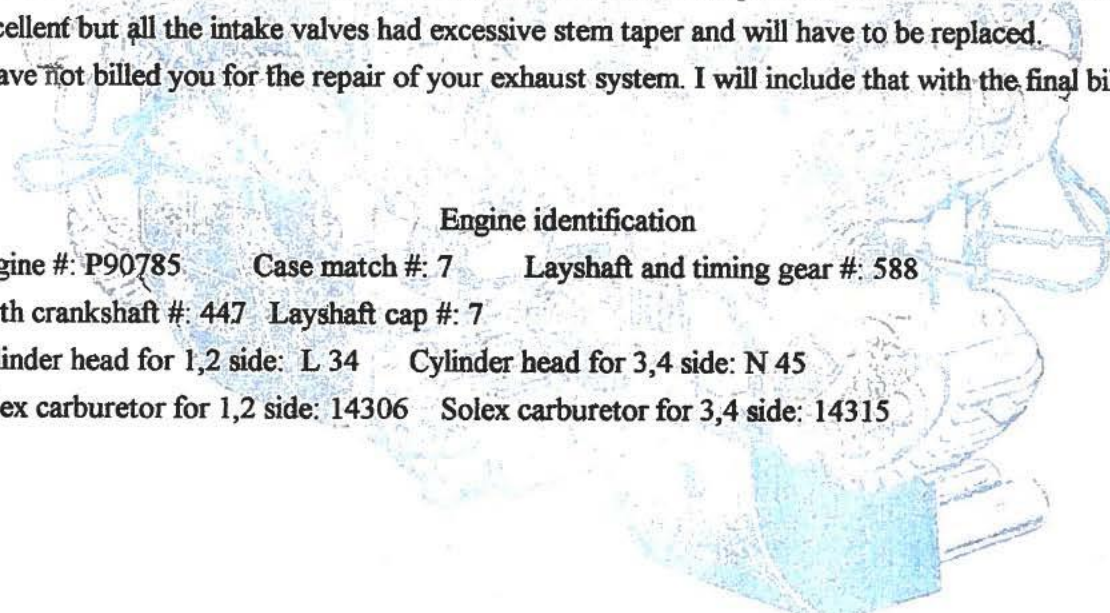 cellent but all the intake valves had excessive stem taper and will have to be replaced.
ave not billed you for the repair of your exhaust system. I will include that with the final bi
Engine identification
gine #: P90785 Case match #: 7 Layshaft and timing gear #: 588
th crankshaft #: 447 Layshaft cap #: 7
inder head for 1,2 side: L 34 Cylinder head for 3,4 side: N 45
ex carburetor for 1,2 side: 14306 Solex carburetor for 3,4 side: 14315